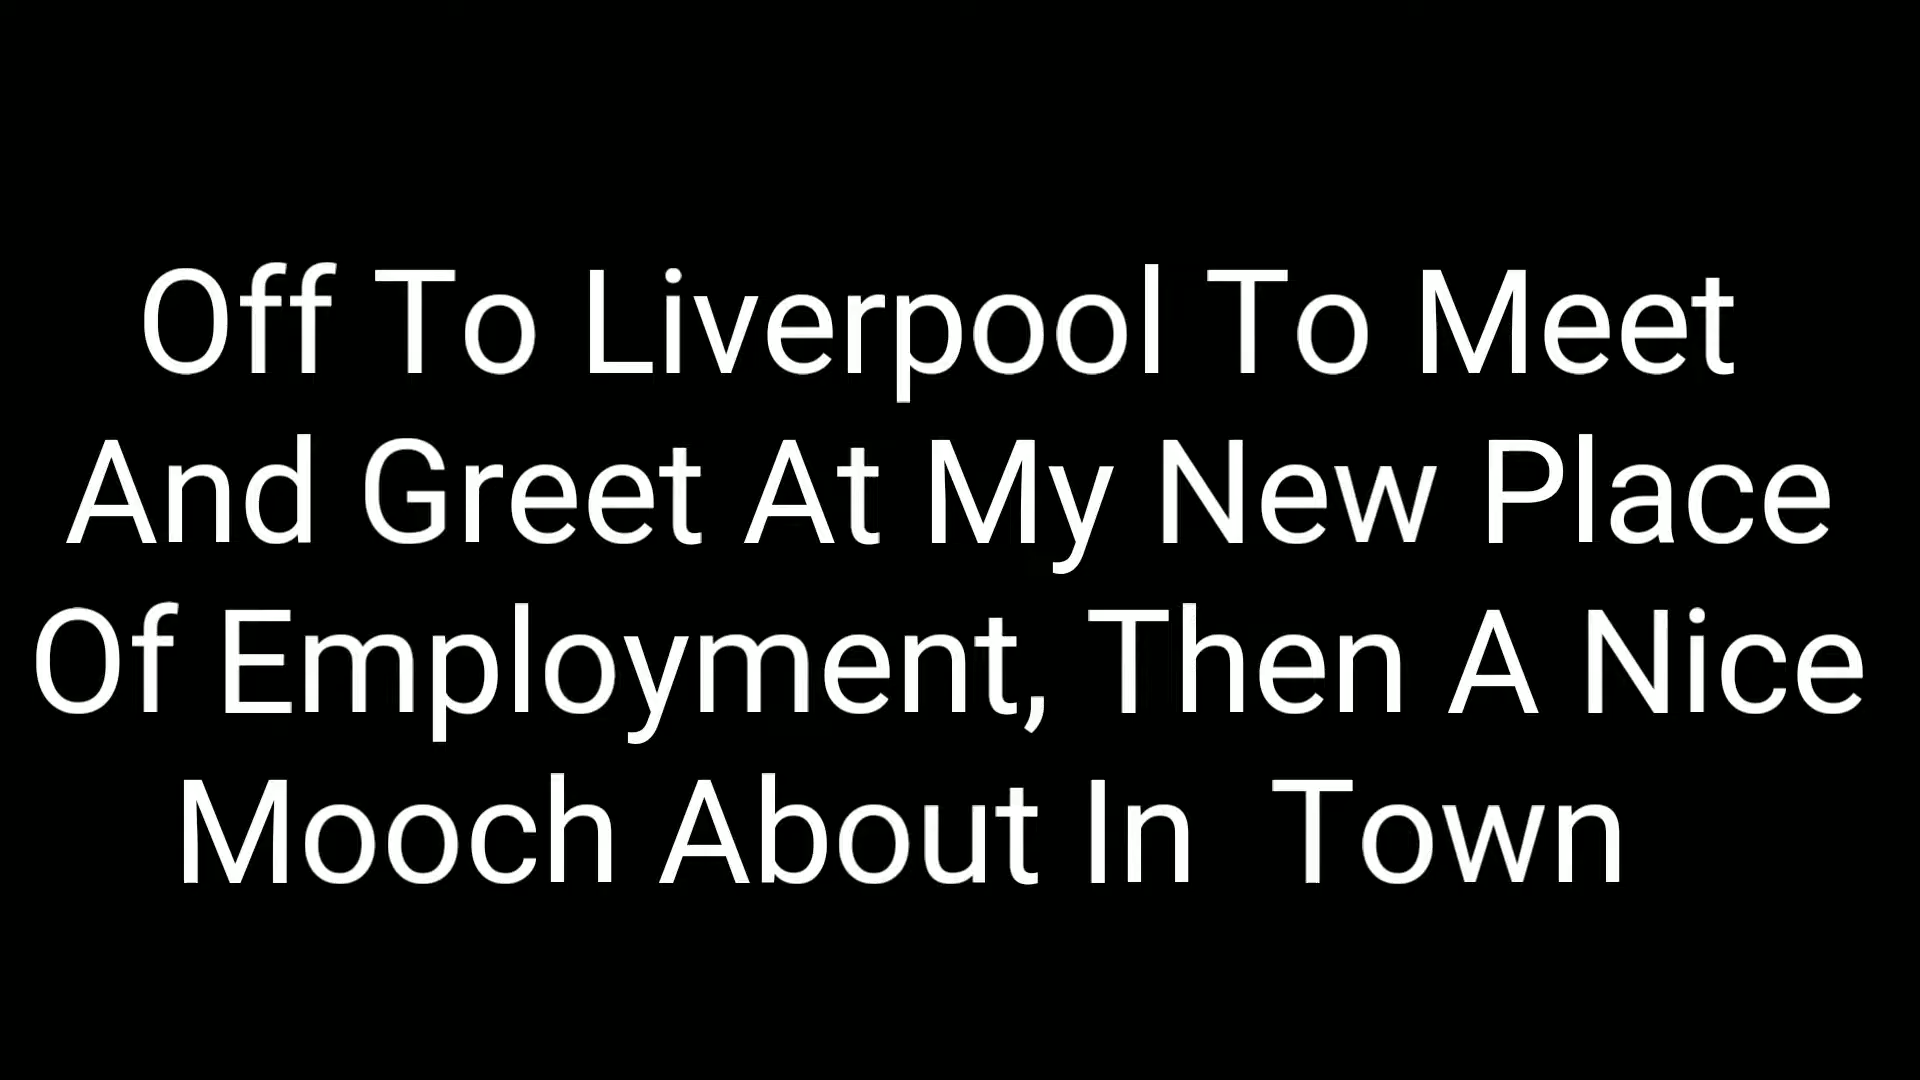 Off To Liverpool To Meet
And Greet At My New Place
Of Employment, Then A Nice
Mooch About In  Town